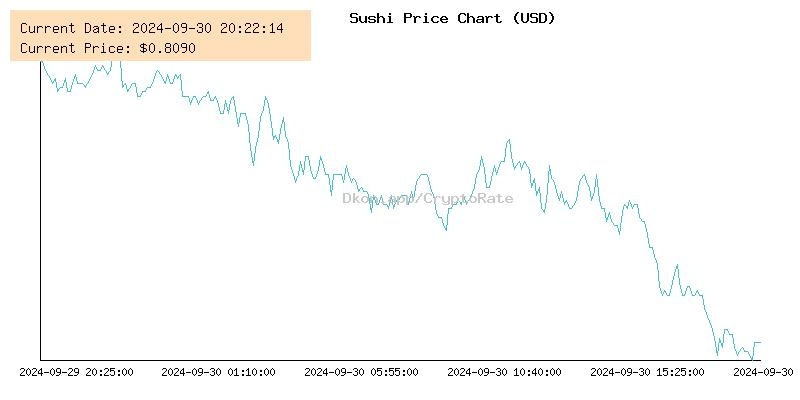 Sushi Price Chart (USD)
Current Date: 2024-09-30 20:22:14
Current Price: $0.8090
Dkow.app/CryptoRate
2024-09-29 20:25:00 2024-09-30 01:10:00 2024-09-30 05:55:00 2024-09-30 10:40:00 2024-09-30 15:25:00 2024-09-30